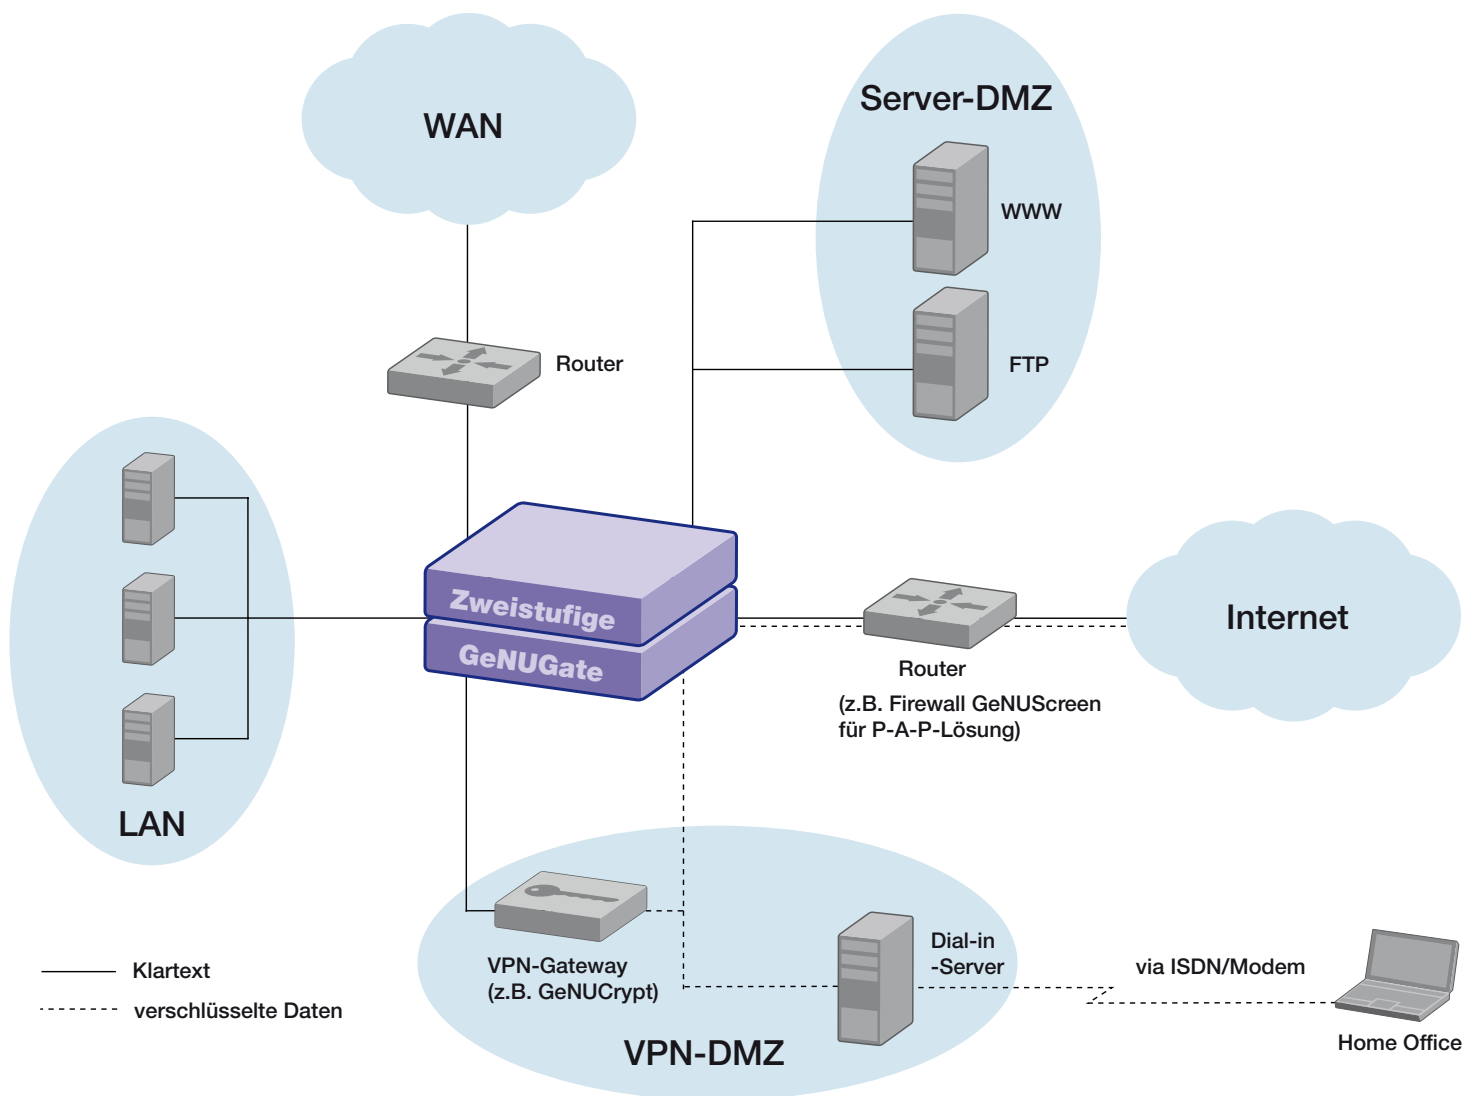 WAN
Server-DMZ
WWW
FTP
Router
Zweistufige
GeNUGate
Internet
Router
(z.B. Firewall GeNUScreen
für P-A-P-Lösung)
LAN
VPN-Gateway
(z.B. GeNUCrypt)
Dial-in
-Server
via ISDN/Modem
Home Office
VPN-DMZ
Klartext
verschlüsselte Daten